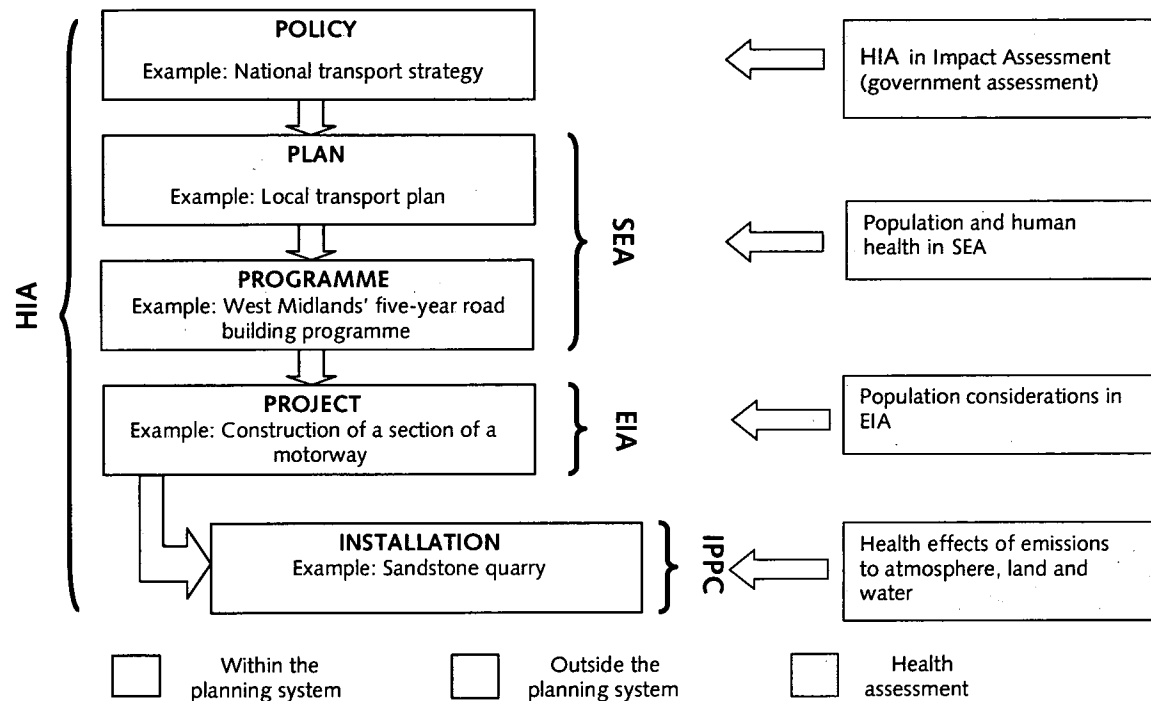 HIA
POLICY
Example: National transport strategy
PLAN
Example: Local transport plan
PROGRAMME
Example: West Midlands' five-year road
building programme
PROJECT
Example: Construction of a section of a
motorway
INSTALLATION
Example: Sandstone quarry
SEA
EIA
IPPC
HIA in Impact Assessment
(government assessment)
Population and human
health in SEA
Population considerations in
EIA
Health effects of emissions
to atmosphere, land and
water
Within the
planning system
Outside the
planning system
Health
assessment